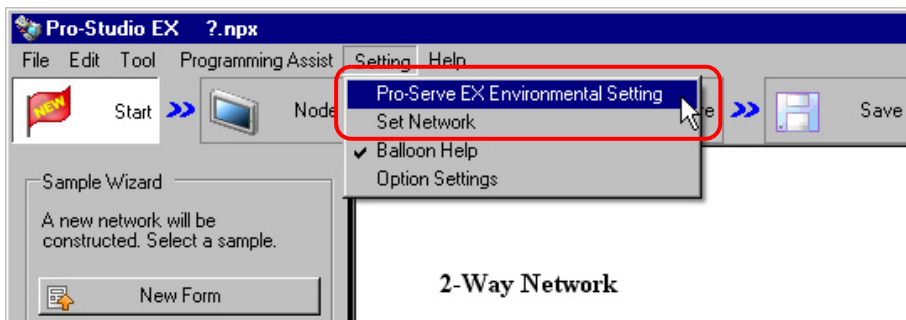 Pro-Studio EX ?.npx
File Edit Tool Programming Assist Setting Help
NEW
Start Node Save
Pro-Serve EX Environmental Setting
Set Network
Balloon Help
Option Settings
Sample Wizard
A new network will be
constructed. Select a sample.
New Form
2-Way Network